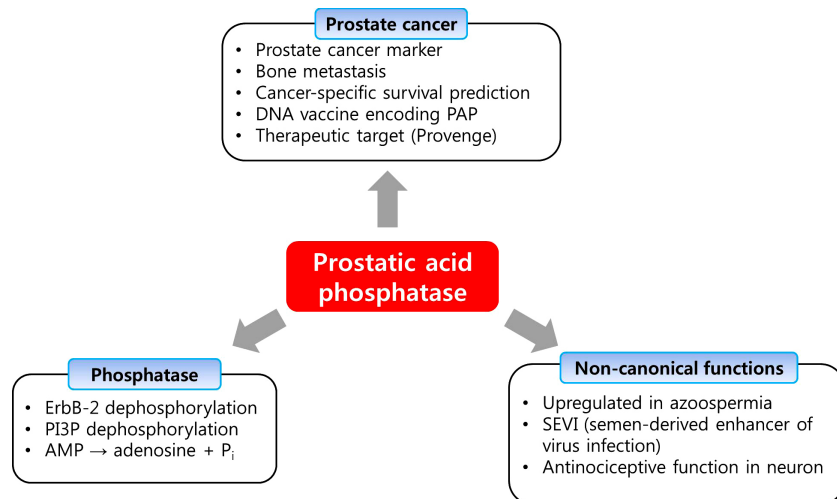 Prostate cancer
• Prostate cancer marker
• Bone metastasis
• Cancer-specific survival prediction
• DNA vaccine encoding PAP
• Therapeutic target (Provenge)
Prostatic acid
phosphatase
Phosphatase
• ErbB-2 dephosphorylation
• PI3P dephosphorylation
• AMP → adenosine + Pi
Non-canonical functions
• Upregulated in azoospermia
• SEVI (semen-derived enhancer of
virus infection)
• Antinociceptive function in neuron